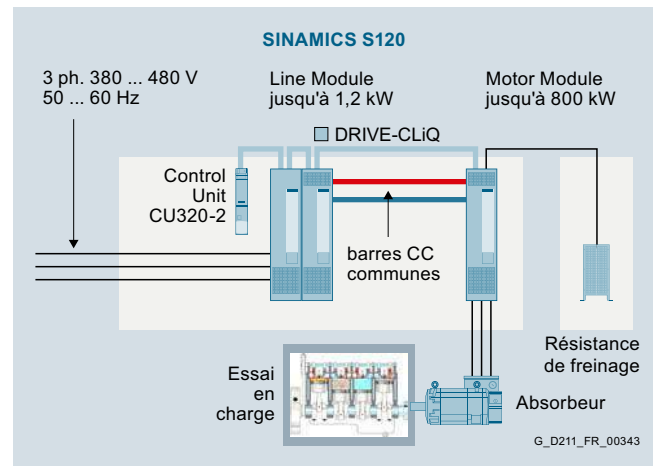 SINAMICS S120
3 ph. 380 ... 480 V
50 ... 60 Hz
Line Module
jusqu'à 1,2 kW
Motor Module
jusqu'à 800 kW
DRIVE-CLiQ
Control
Unit
CU320-2
barres CC
communes
Résistance
de freinage
Essai
en
charge
Absorbeur
G_D211_FR_00343